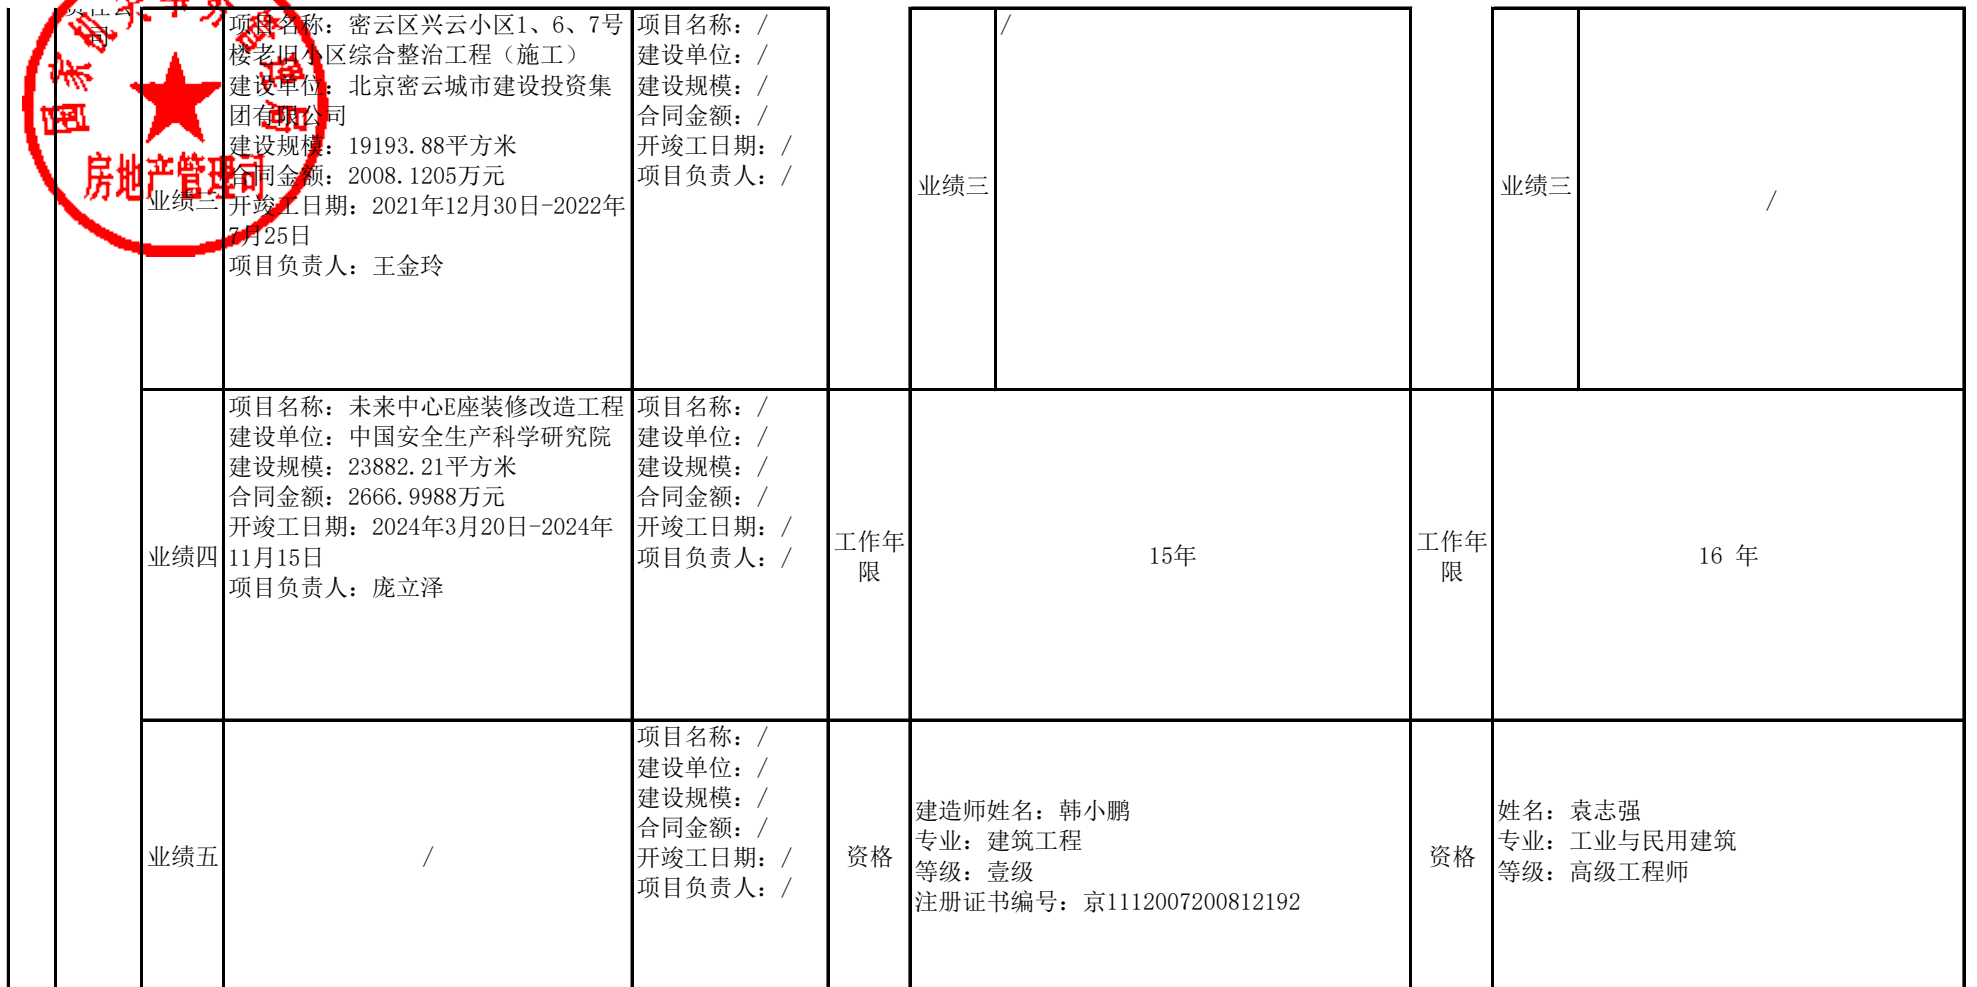 司
国家机关事务管理局
房地产管理司
业绩三
项目名称：密云区兴云小区1、6、7号
楼老旧小区综合整治工程（施工）
建设单位：北京密云城市建设投资集
团有限公司
建设规模：19193.88平方米
合同金额：2008.1205万元
开竣工日期：2021年12月30日-2022年
7月25日
项目负责人：王金玲
项目名称：/
建设单位：/
建设规模：/
合同金额：/
开竣工日期：/
项目负责人：/
业绩三
/
业绩三
/
业绩四
项目名称：未来中心E座装修改造工程
建设单位：中国安全生产科学研究院
建设规模：23882.21平方米
合同金额：2666.9988万元
开竣工日期：2024年3月20日-2024年
11月15日
项目负责人：庞立泽
项目名称：/
建设单位：/
建设规模：/
合同金额：/
开竣工日期：/
项目负责人：/
工作年
限
15年
工作年
限
16 年
业绩五
/
项目名称：/
建设单位：/
建设规模：/
合同金额：/
开竣工日期：/
项目负责人：/
资格
建造师姓名：韩小鹏
专业：建筑工程
等级：壹级
注册证书编号：京1112007200812192
资格
姓名：袁志强
专业：工业与民用建筑
等级：高级工程师